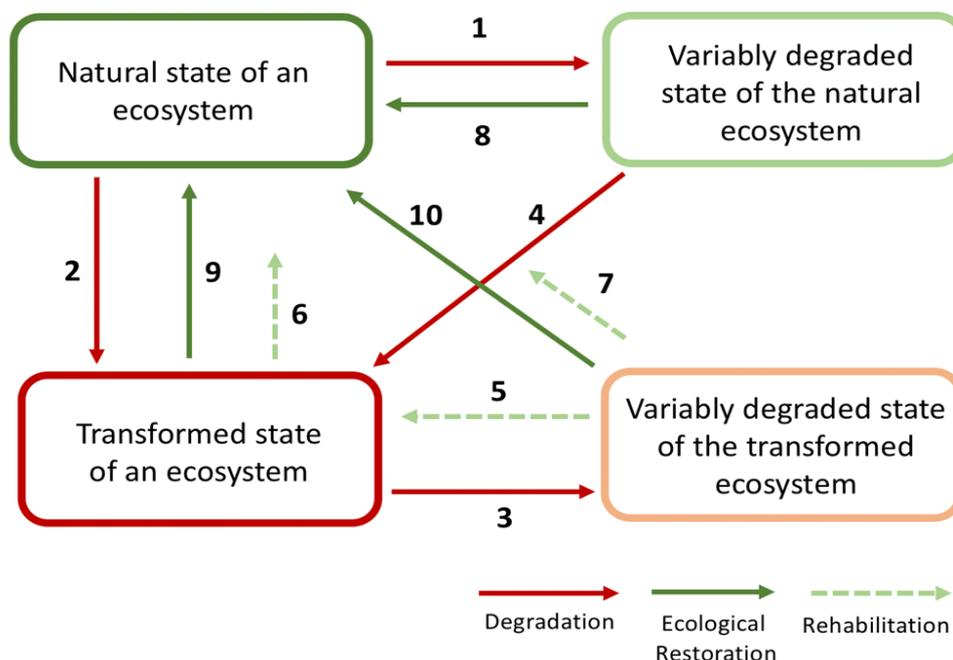 1
Natural state of an
ecosystem
Variably degraded
state of the natural
ecosystem
8
10
4
2
9
6
7
5
Transformed state
of an ecosystem
Variably degraded state
of the transformed
ecosystem
3
Degradation
Ecological
Restoration
Rehabilitation